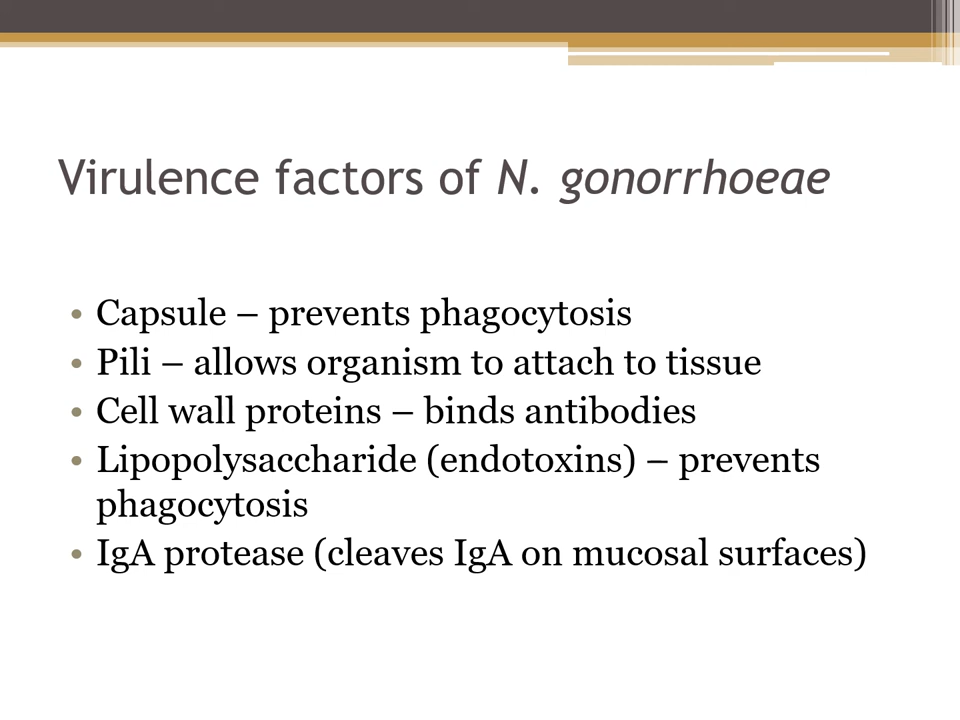 Virulence factors of N. gonorrhoeae
• Capsule – prevents phagocytosis
• Pili – allows organism to attach to tissue
• Cell wall proteins – binds antibodies
• Lipopolysaccharide (endotoxins) – prevents
phagocytosis
• IgA protease (cleaves IgA on mucosal surfaces)